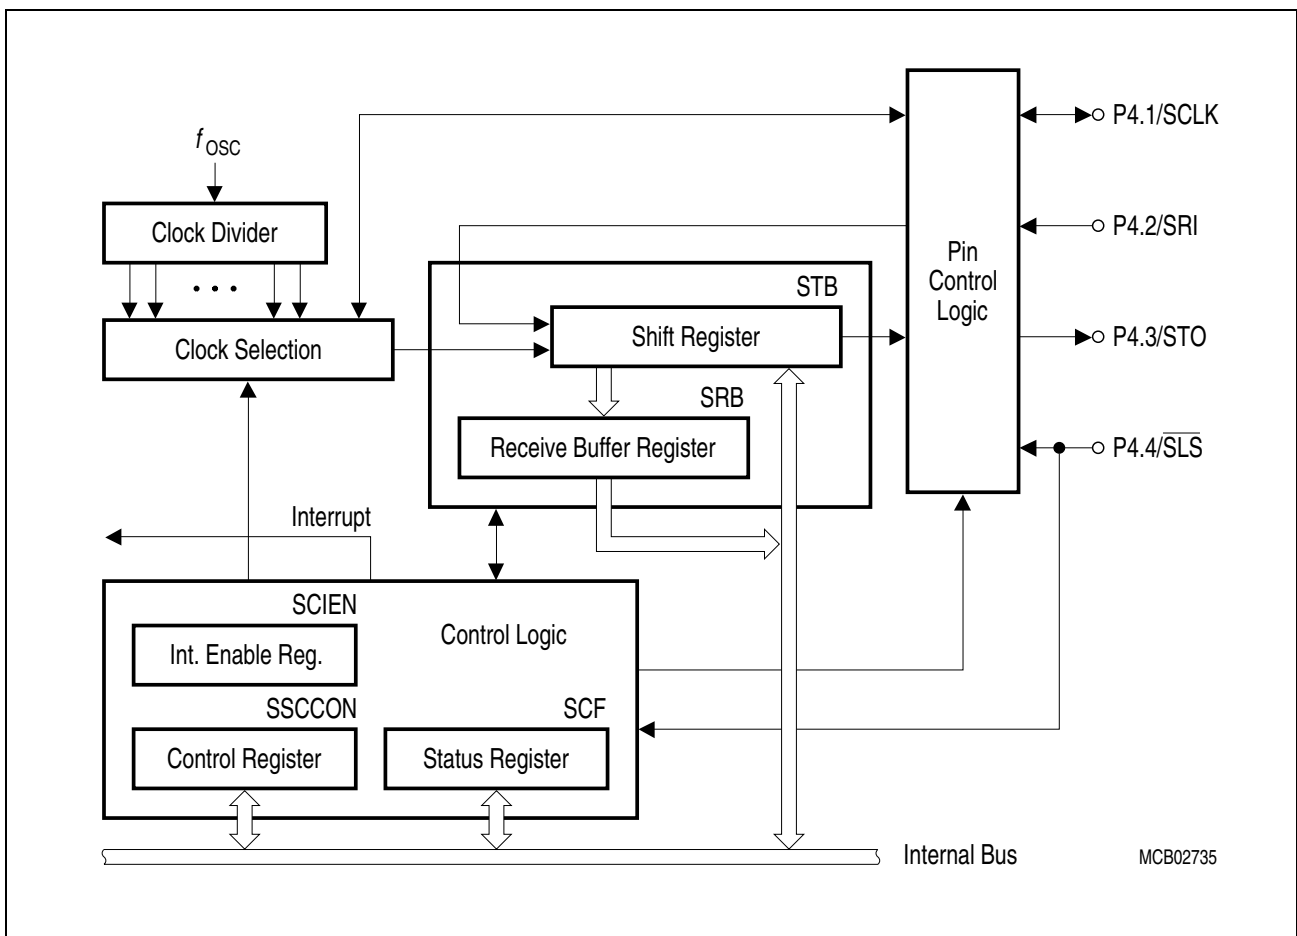 P4.1/SCLK
f OSC
Clock Divider
P4.2/SRI
Pin
Control
Logic
STB
Shift Register
P4.3/STO
Clock Selection
SRB
Receive Buffer Register
P4.4/S̅L̅S̅
Interrupt
SCIEN
Control Logic
Int. Enable Reg.
SSCCON
SCF
Control Register
Status Register
Internal Bus
MCB02735